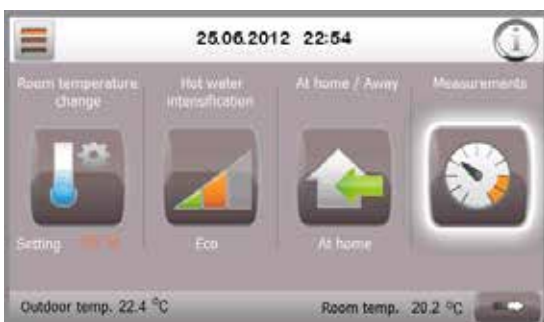 25.06.2012 22:54
Room temperature change
Hot water intensification
At home / Away
Measurements
Setting
Eco
At home
Outdoor temp. 22.4 °C
Room temp. 20.2 °C